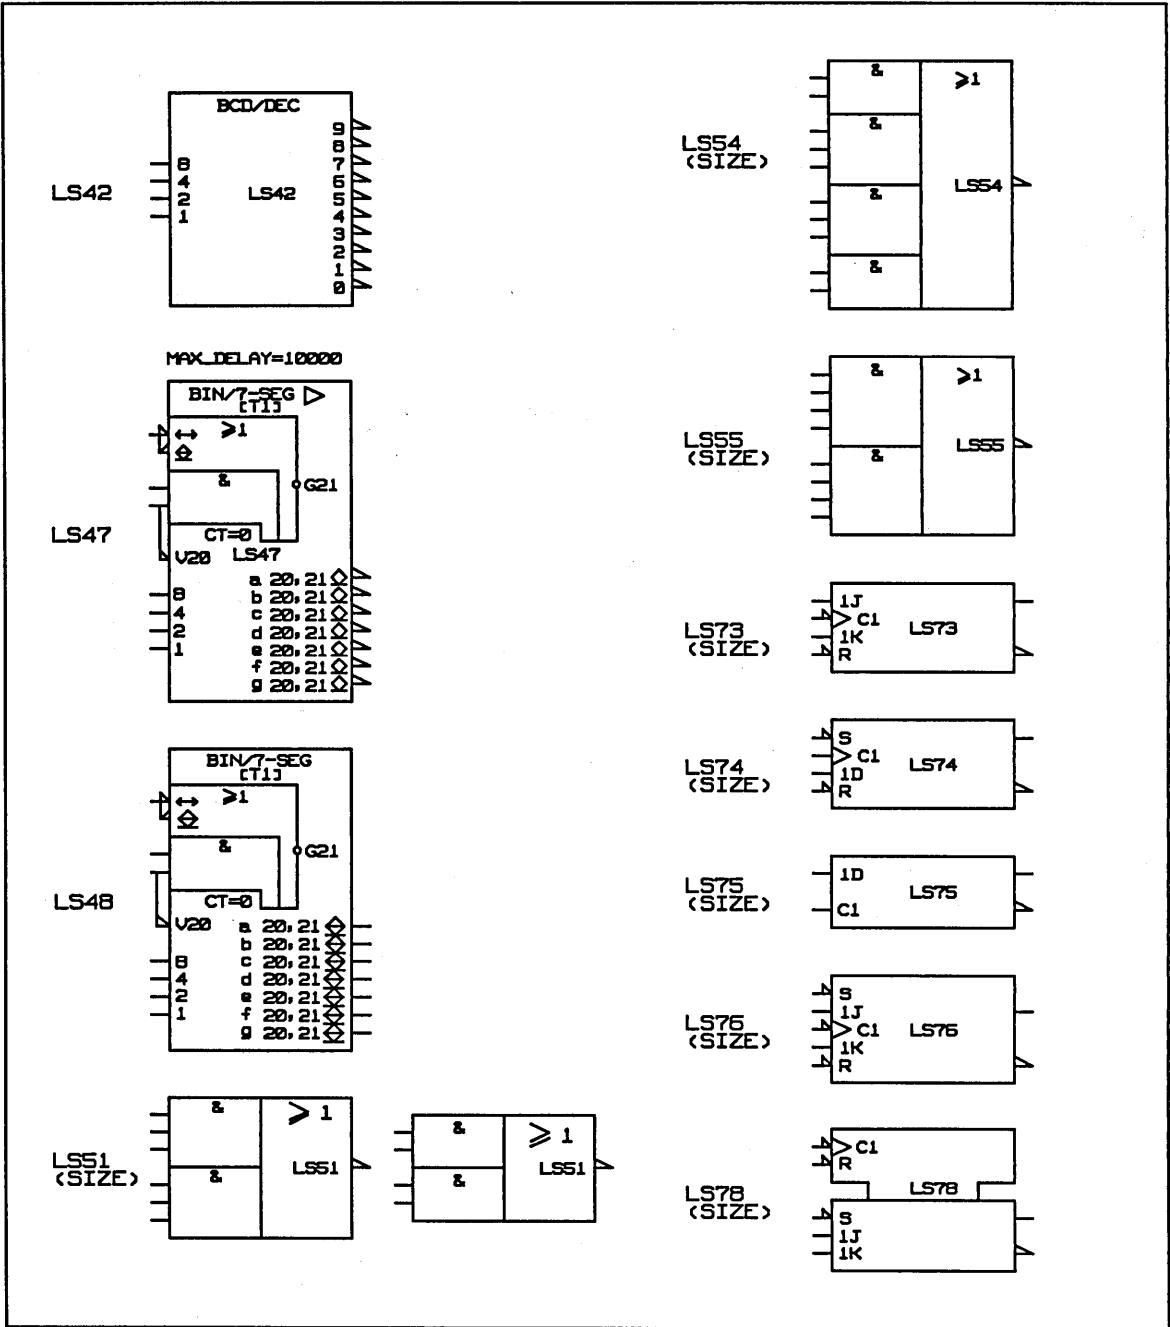 BCD/DEC
LS42
8
4
2
1
LS42
9
8
7
6
5
4
3
2
1
0
MAX_DELAY=10000
BIN/7-SEG
[T1]
≥1
&
G21
LS47
CT=0
V20
LS47
8
4
2
1
a 20,21
b 20,21
c 20,21
d 20,21
e 20,21
f 20,21
g 20,21
BIN/7-SEG
[T1]
≥1
&
G21
LS48
CT=0
V20
8
4
2
1
a 20,21
b 20,21
c 20,21
d 20,21
e 20,21
f 20,21
g 20,21
LS51
(SIZE)
&
&
≥ 1
LS51
&
&
≥ 1
LS51
LS54
(SIZE)
&
&
&
&
≥1
LS54
LS55
(SIZE)
&
&
≥1
LS55
LS73
(SIZE)
1J
C1
1K
R
LS73
LS74
(SIZE)
S
C1
1D
R
LS74
LS75
(SIZE)
1D
C1
LS75
LS76
(SIZE)
S
1J
C1
1K
R
LS76
LS78
(SIZE)
C1
R
LS78
S
1J
1K